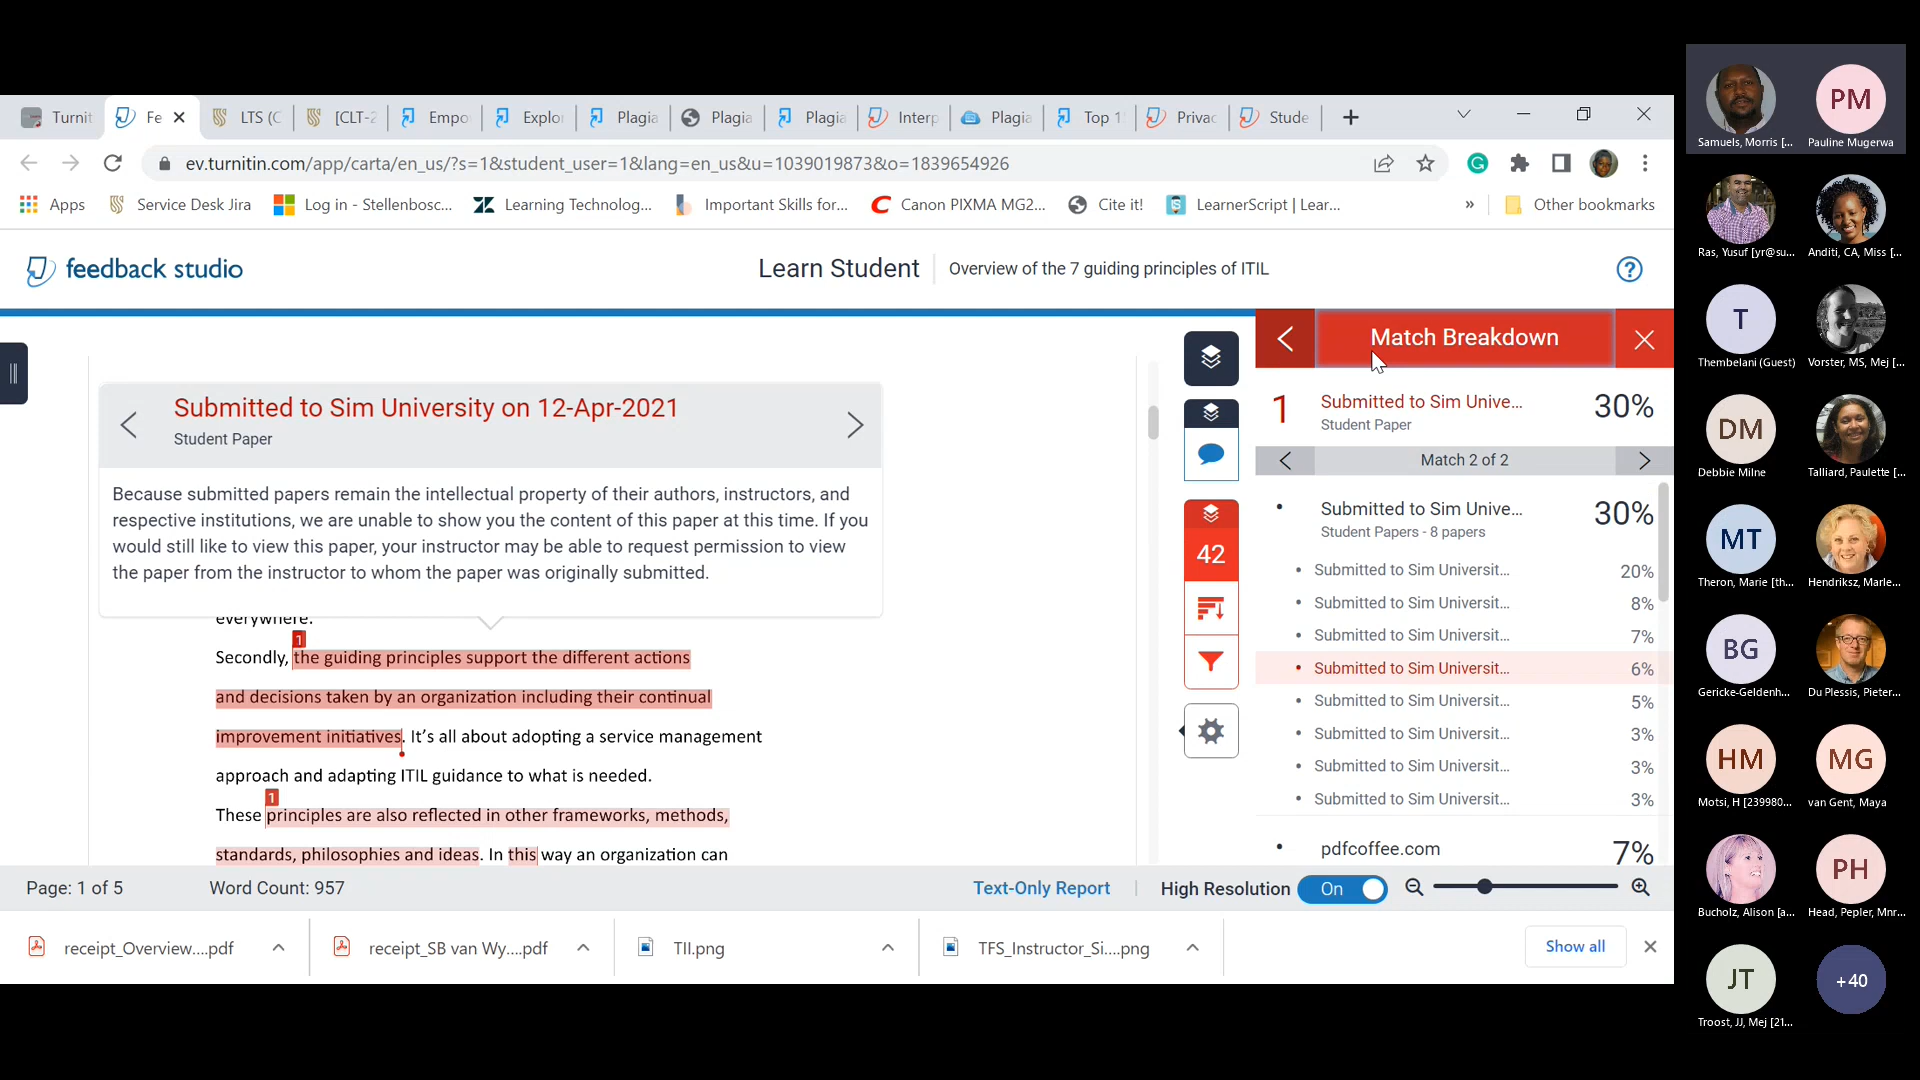 Turnit
Fe
LTS (C
[CLT-2
Empo
Explor
Plagia
Plagia
Plagia
Interp
Plagia
Top 1
Privac
Stude
ev.turnitin.com/app/carta/en_us/?s=1&student_user=1&lang=en_us&u=1039019873&o=1839654926
Apps
Service Desk Jira
Log in - Stellenbosc...
Learning Technolog...
Important Skills for...
Canon PIXMA MG2...
Cite it!
LearnerScript | Lear...
»
Other bookmarks
feedback studio
Learn Student
Overview of the 7 guiding principles of ITIL
Submitted to Sim University on 12-Apr-2021
Student Paper
Because submitted papers remain the intellectual property of their authors, instructors, and
respective institutions, we are unable to show you the content of this paper at this time. If you
would still like to view this paper, your instructor may be able to request permission to view
the paper from the instructor to whom the paper was originally submitted.
everywhere.
1
Secondly, the guiding principles support the different actions
and decisions taken by an organization including their continual
improvement initiatives. It's all about adopting a service management
approach and adapting ITIL guidance to what is needed.
1
These principles are also reflected in other frameworks, methods,
standards, philosophies and ideas. In this way an organization can
42
Match Breakdown
1 Submitted to Sim Unive... 30%
Student Paper
Match 2 of 2
• Submitted to Sim Unive... 30%
Student Papers - 8 papers
• Submitted to Sim Universit... 20%
• Submitted to Sim Universit... 8%
• Submitted to Sim Universit... 7%
• Submitted to Sim Universit... 6%
• Submitted to Sim Universit... 5%
• Submitted to Sim Universit... 3%
• Submitted to Sim Universit... 3%
• Submitted to Sim Universit... 3%
• pdfcoffee.com 7%
Page: 1 of 5
Word Count: 957
Text-Only Report
High Resolution On
receipt_Overview....pdf
receipt_SB van Wy....pdf
TII.png
TFS_Instructor_Si....png
Show all
PM
Samuels, Morris [...
Pauline Mugerwa
Ras, Yusuf [yr@su...
Anditi, CA, Miss [...
T
Thembelani (Guest)
Vorster, MS, Mej [...
DM
Debbie Milne
Talliard, Paulette [...
MT
Theron, Marie [th...
Hendriksz, Marle...
BG
Gericke-Geldenh...
Du Plessis, Pieter...
HM
MG
Motsi, H [239980...
van Gent, Maya
PH
Bucholz, Alison [a...
Head, Pepler, Mnr...
JT
+40
Troost, JJ, Mej [21...